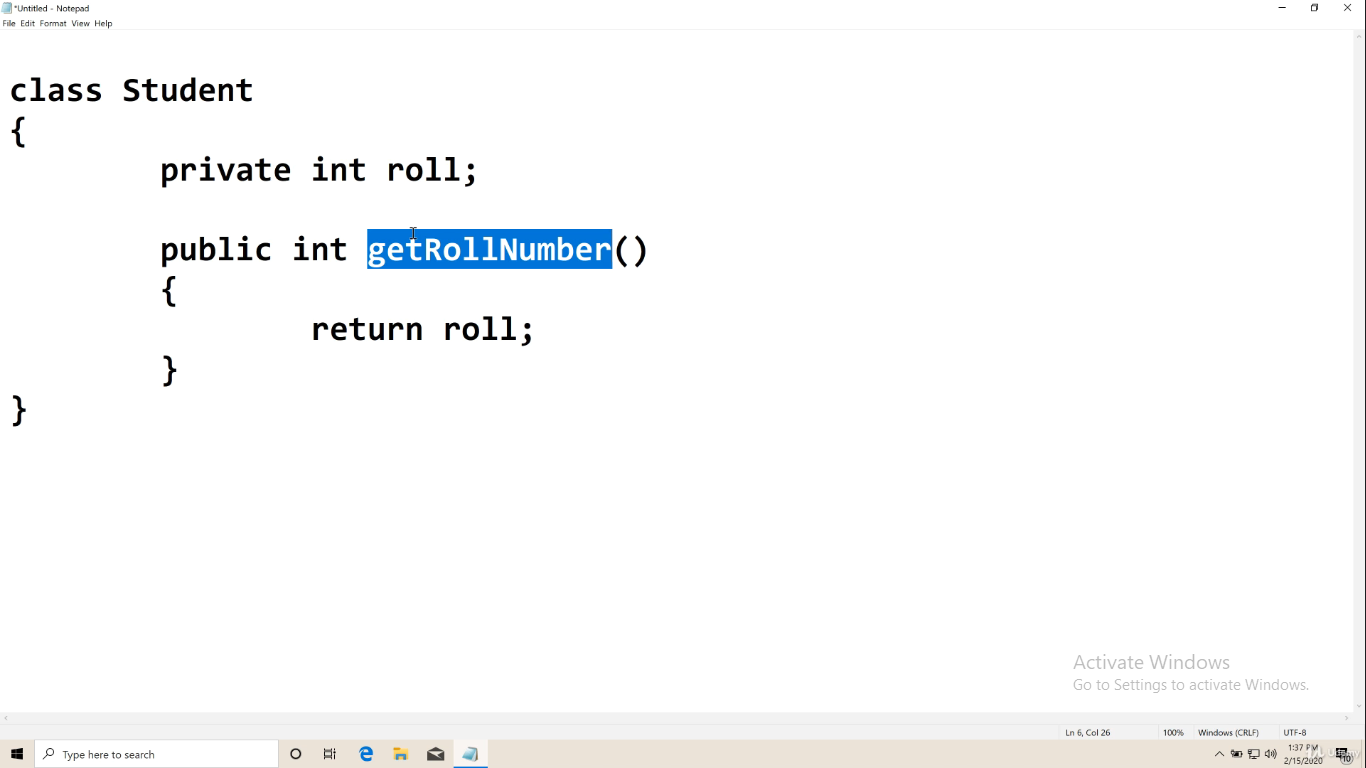 *Untitled - Notepad
File Edit Format View Help
class Student
{
private int roll;
public int getRollNumber()
{
return roll;
}
}
Activate Windows
Go to Settings to activate Windows.
Ln 6, Col 26 100% Windows (CRLF) UTF-8
Type here to search
1:37 PM
2/15/2020
10